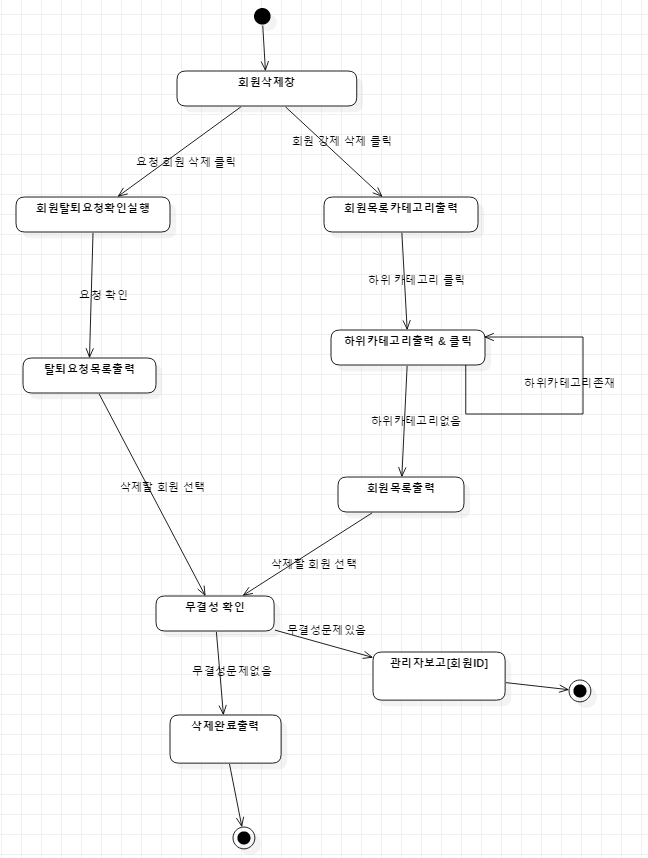 회원삭제창
회원 강제 삭제 클릭
요청 회원 삭제 클릭
회원탈퇴요청확인실행
회원목록카테고리출력
하위 카테고리 클릭
요청 확인
하위카테고리출력 & 클릭
탈퇴요청목록출력
하위카테고리존재
하위카테고리없음
삭제할 회원 선택
회원목록출력
삭제할 회원 선택
무결성 확인
무결성문제있음
관리자보고[회원ID]
무결성문제없음
삭제완료출력